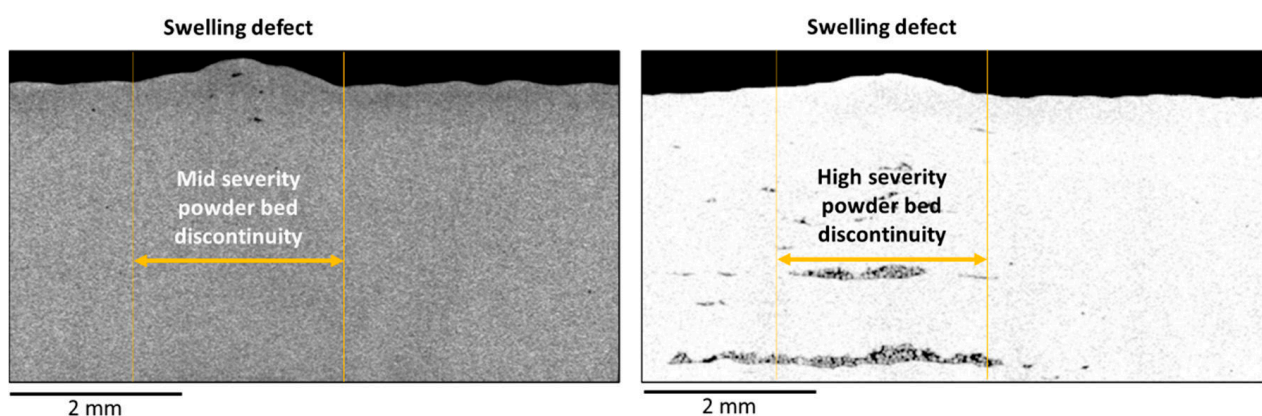 Swelling defect
Mid severity
powder bed
discontinuity
2 mm
Swelling defect
High severity
powder bed
discontinuity
2 mm